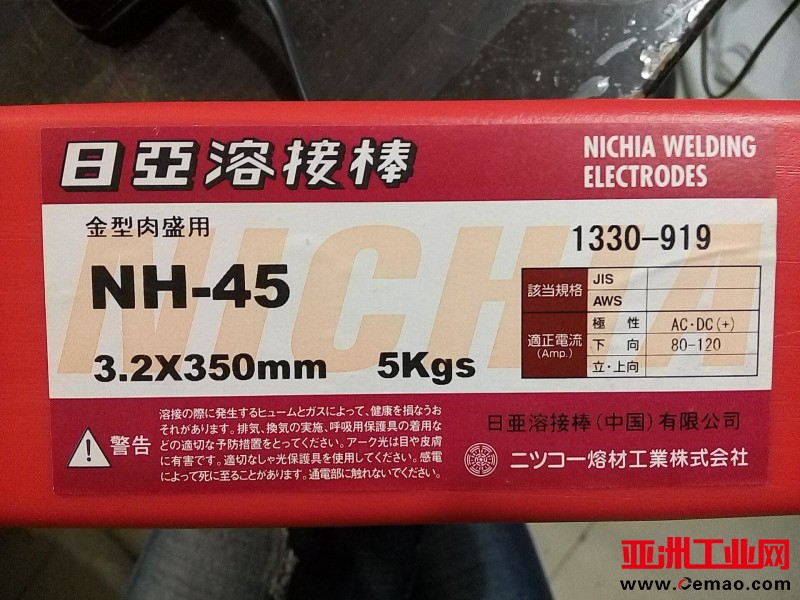 日亞溶接棒
NICHIA WELDING
ELECTRODES
金型肉盛用
1330-919
NICHIA
NH-45
3.2X350mm 5Kgs
該当規格 JIS
AWS
適正電流
(Amp.)
極性 AC·DC(+)
下向 80-120
立·上向
警告
溶接の際に発生するヒュームとガスによって、健康を損なうお
それがあります。排気、換気の実施、呼吸用保護具の着用な
どの適切な予防措置をとってください。アーク光は目や皮膚
に有害です。適切なしゃ光保護具を使用してください。感電
によって死に至ることがあります。通電部に触れないでください。
日亜溶接棒(中国)有限公司
ニツコー熔材工業株式会社
亚洲工业网
www.Cemao.com